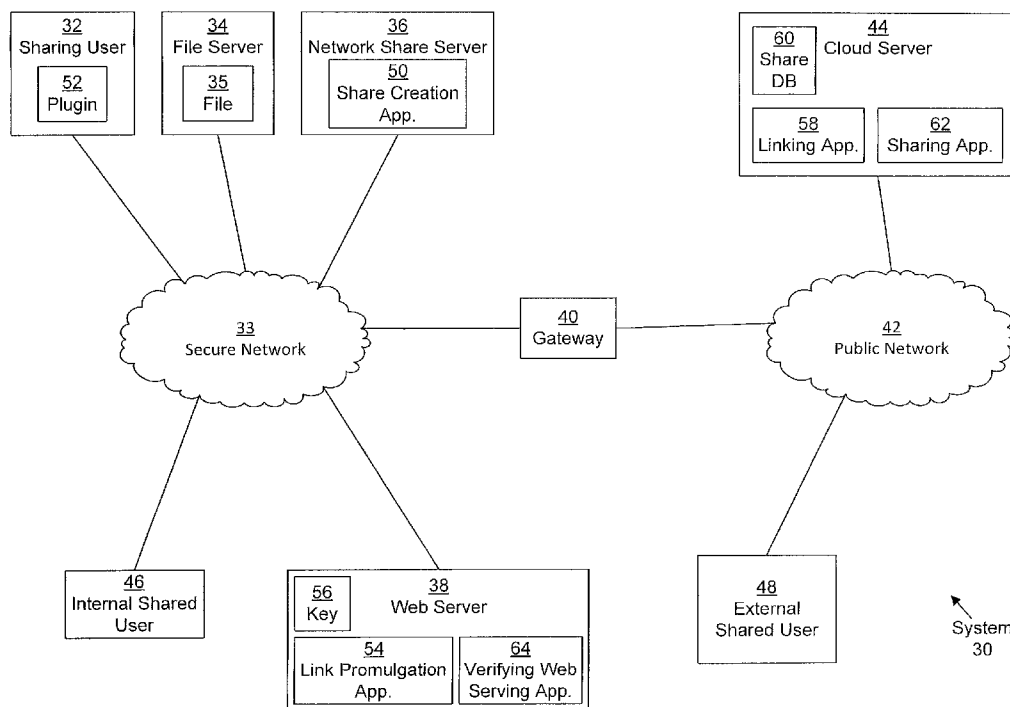 32
Sharing User
52
Plugin
34
File Server
35
File
36
Network Share Server
50
Share Creation
App.
44
Cloud Server
60
Share
DB
58
Linking App.
62
Sharing App.
33
Secure Network
40
Gateway
42
Public Network
46
Internal Shared
User
38
Web Server
56
Key
54
Link Promulgation
App.
64
Verifying Web
Serving App.
48
External
Shared User
System
30